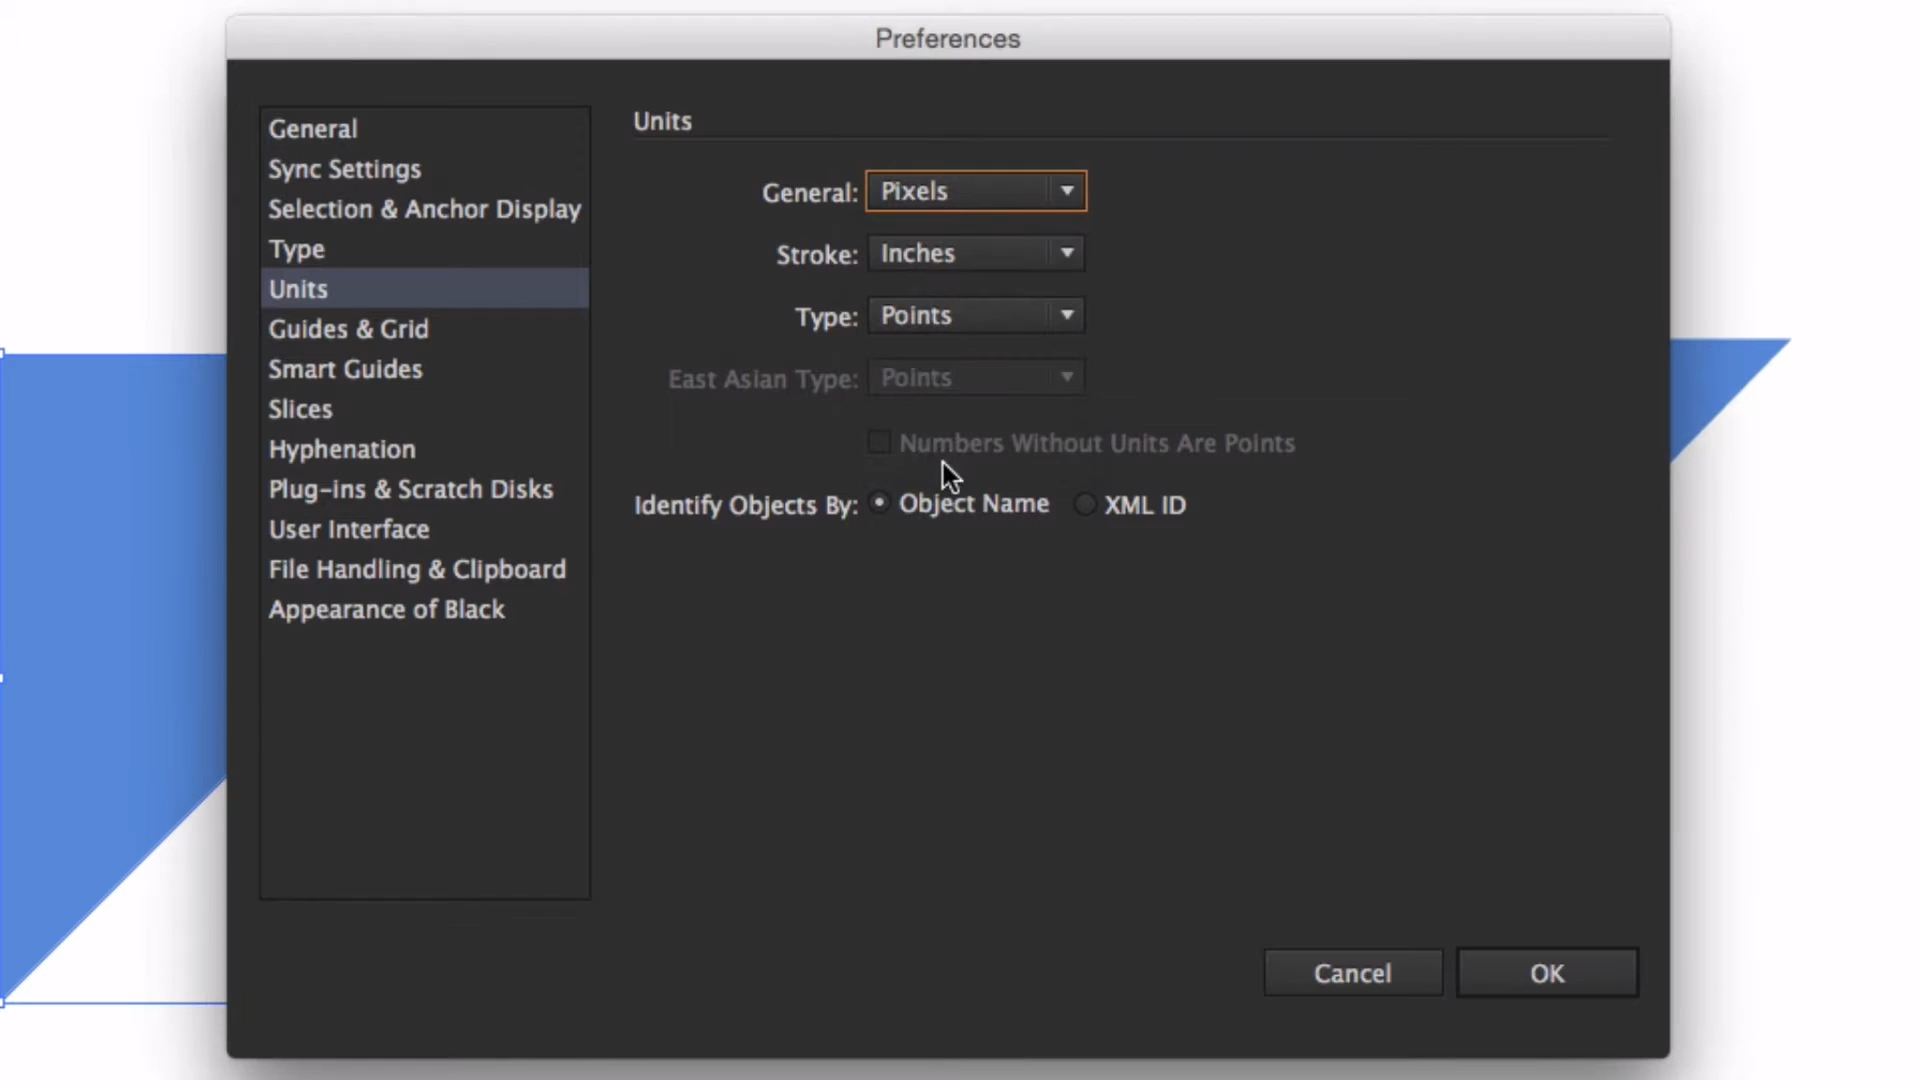 Preferences
General
Sync Settings
Selection & Anchor Display
Type
Units
Guides & Grid
Smart Guides
Slices
Hyphenation
Plug-ins & Scratch Disks
User Interface
File Handling & Clipboard
Appearance of Black
Units
General: Pixels
Stroke: Inches
Type: Points
East Asian Type: Points
Numbers Without Units Are Points
Identify Objects By: Object Name XML ID
Cancel OK